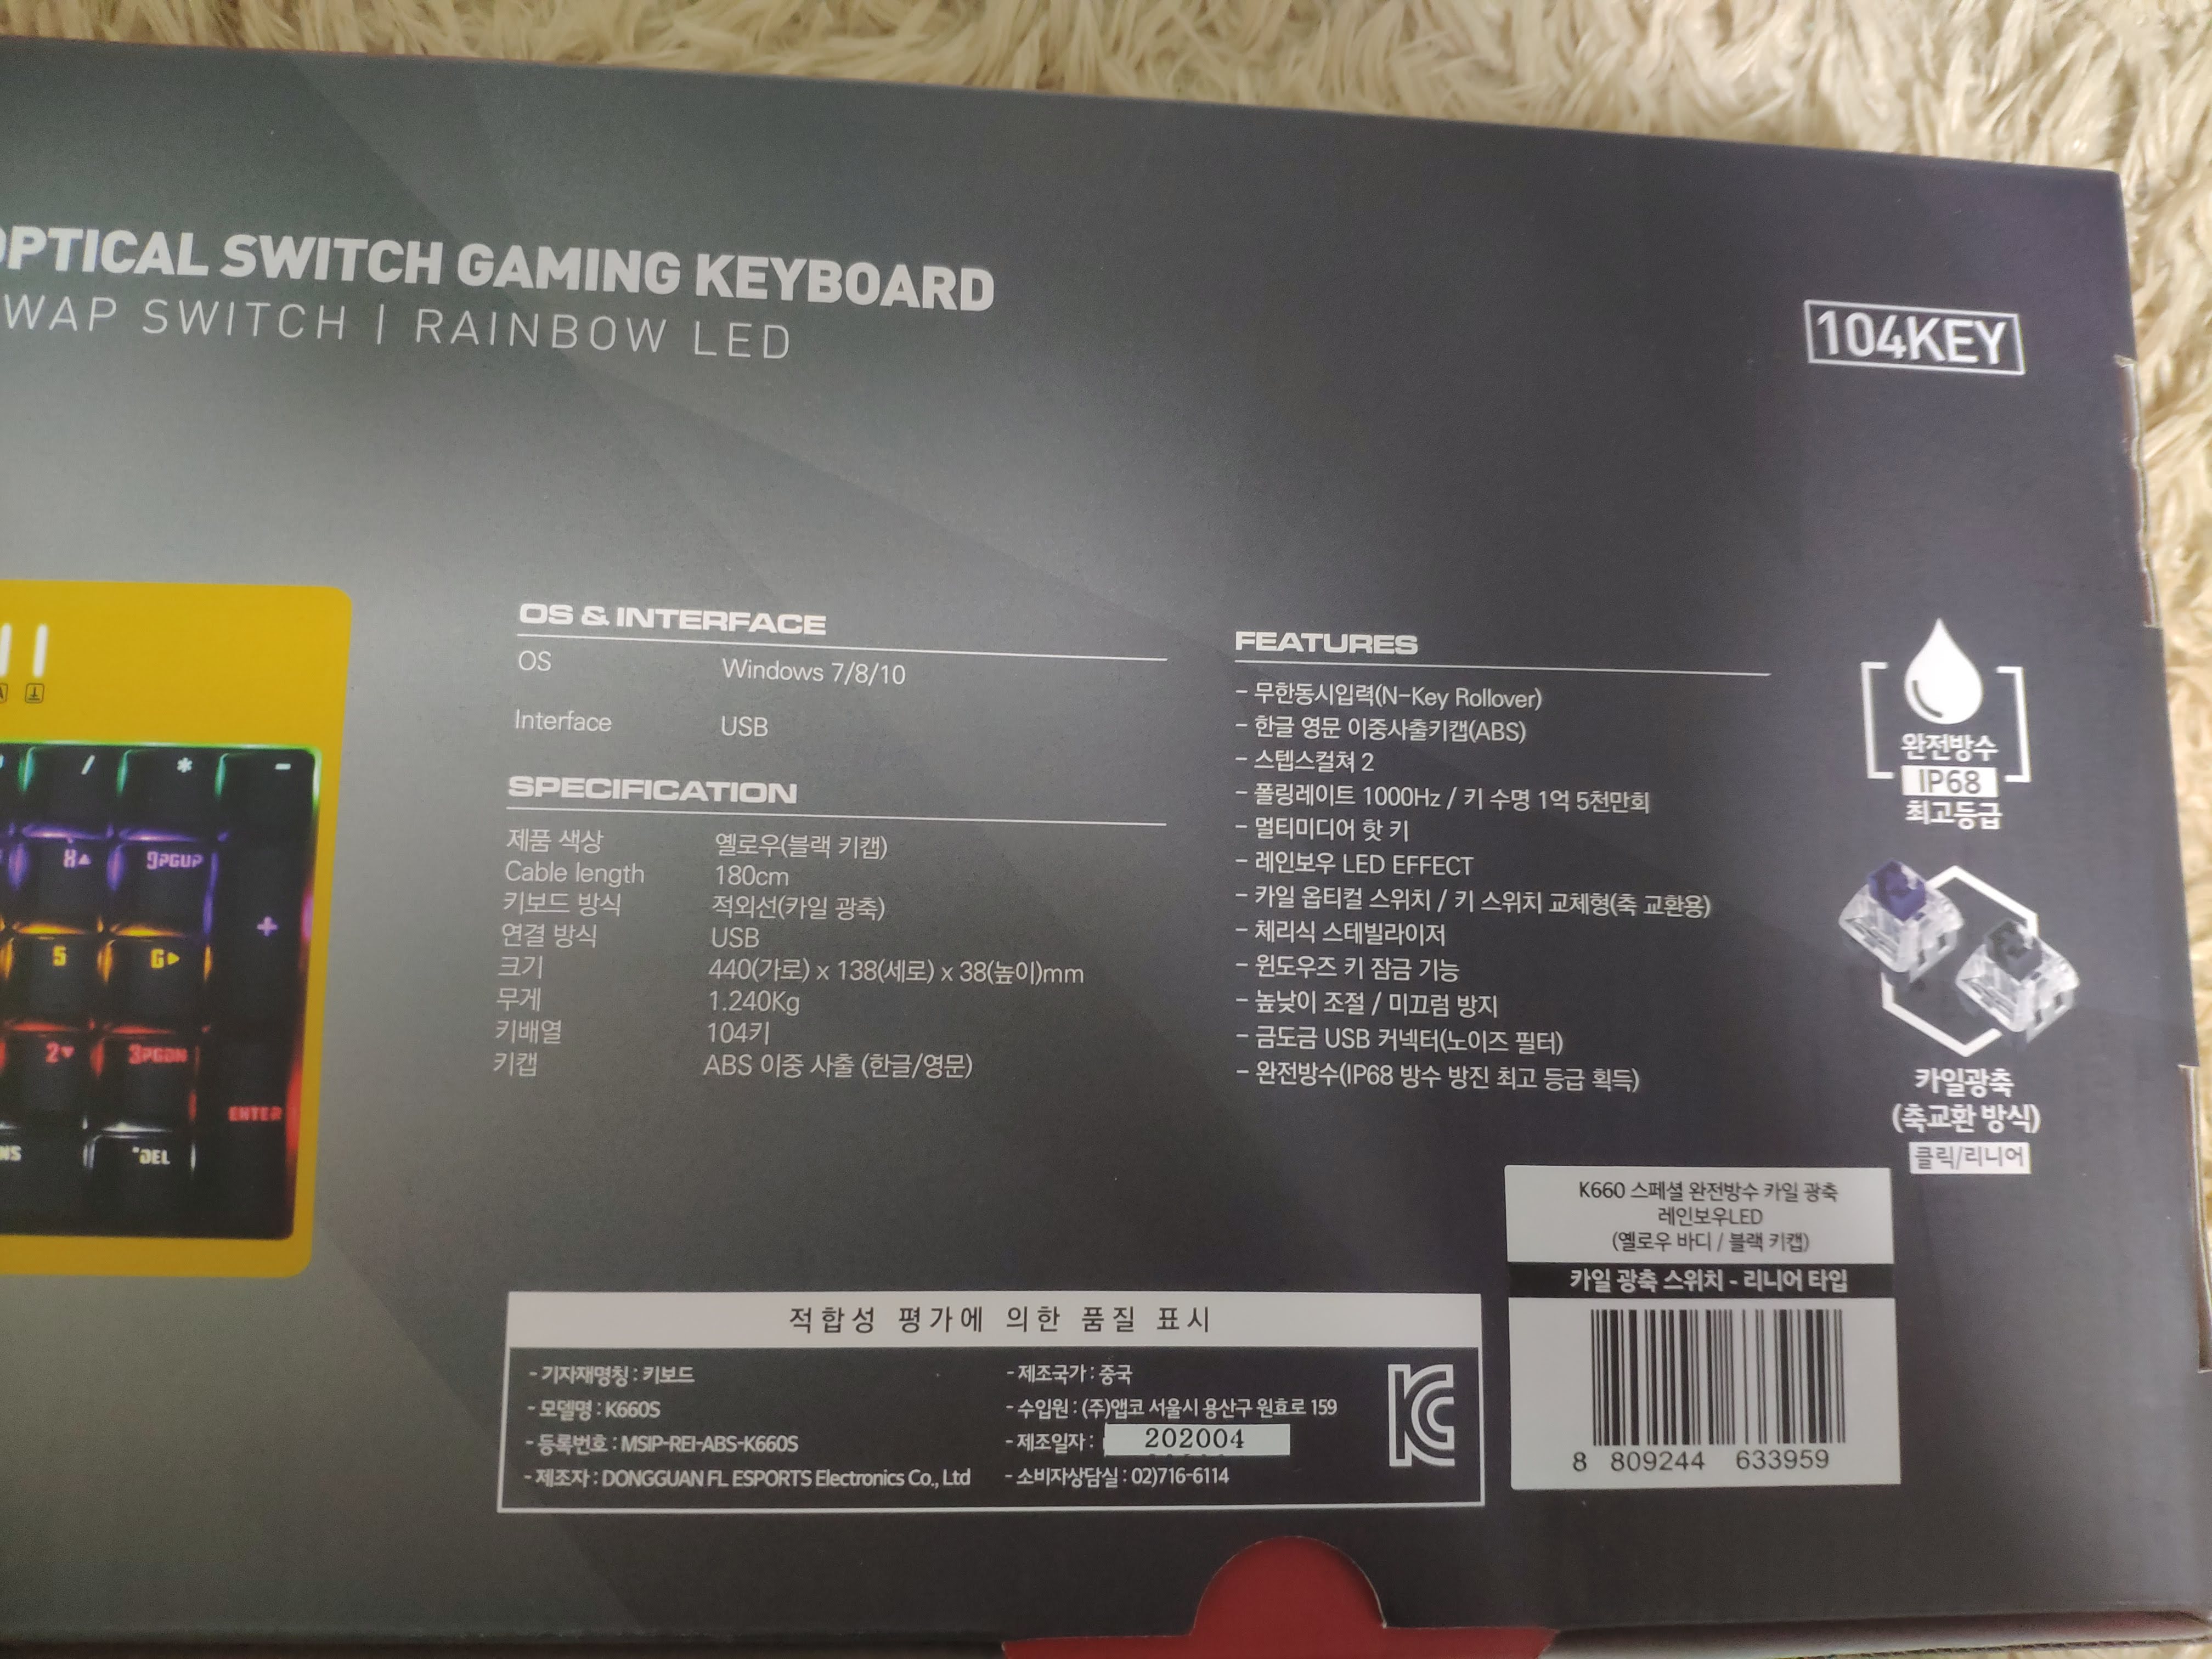 OPTICAL SWITCH GAMING KEYBOARD
WAP SWITCH | RAINBOW LED
104KEY
OS & INTERFACE
OS Windows 7/8/10
Interface USB
SPECIFICATION
제품 색상 옐로우(블랙 키캡)
Cable length 180cm
키보드 방식 적외선(카일 광축)
연결 방식 USB
크기 440(가로) x 138(세로) x 38(높이)mm
무게 1.240Kg
키배열 104키
키캡 ABS 이중 사출 (한글/영문)
FEATURES
- 무한동시입력(N-Key Rollover)
- 한글 영문 이중사출키캡(ABS)
- 스텝스컬쳐 2
- 폴링레이트 1000Hz / 키 수명 1억 5천만회
- 멀티미디어 핫 키
- 레인보우 LED EFFECT
- 카일 옵티컬 스위치 / 키 스위치 교체형(축 교환용)
- 체리식 스테빌라이저
- 윈도우즈 키 잠금 기능
- 높낮이 조절 / 미끄럼 방지
- 금도금 USB 커넥터(노이즈 필터)
- 완전방수(IP68 방수 방진 최고 등급 획득)
완전방수
IP68
최고등급
카일광축
(축교환 방식)
클릭/리니어
/ * -
8▲ 9PGUP
+
5 6▶
2▼ 3PGDN
ENTER
NS .DEL
K660 스페셜 완전방수 카일 광축
레인보우LED
(옐로우 바디 / 블랙 키캡)
카일 광축 스위치 - 리니어 타입
8 809244 633959
적합성 평가에 의한 품질 표시
- 기자재명칭 : 키보드
- 모델명 : K660S
- 등록번호 : MSIP-REI-ABS-K660S
- 제조자 : DONGGUAN FL ESPORTS Electronics Co., Ltd
- 제조국가 : 중국
- 수입원 : (주)앱코 서울시 용산구 원효로 159
- 제조일자 : 202004
- 소비자상담실 : 02)716-6114